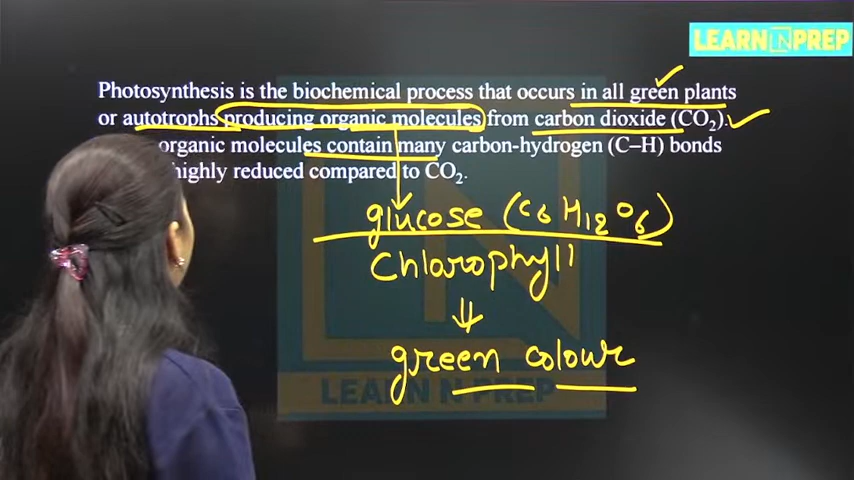 LEARN N PREP
Photosynthesis is the biochemical process that occurs in all green plants
or autotrophs producing organic molecules from carbon dioxide (CO₂).
organic molecules contain many carbon-hydrogen (C–H) bonds
highly reduced compared to CO₂.
glucose (C6H12O6)
Chlorophyll
⇓
green colour
LEARN N PREP